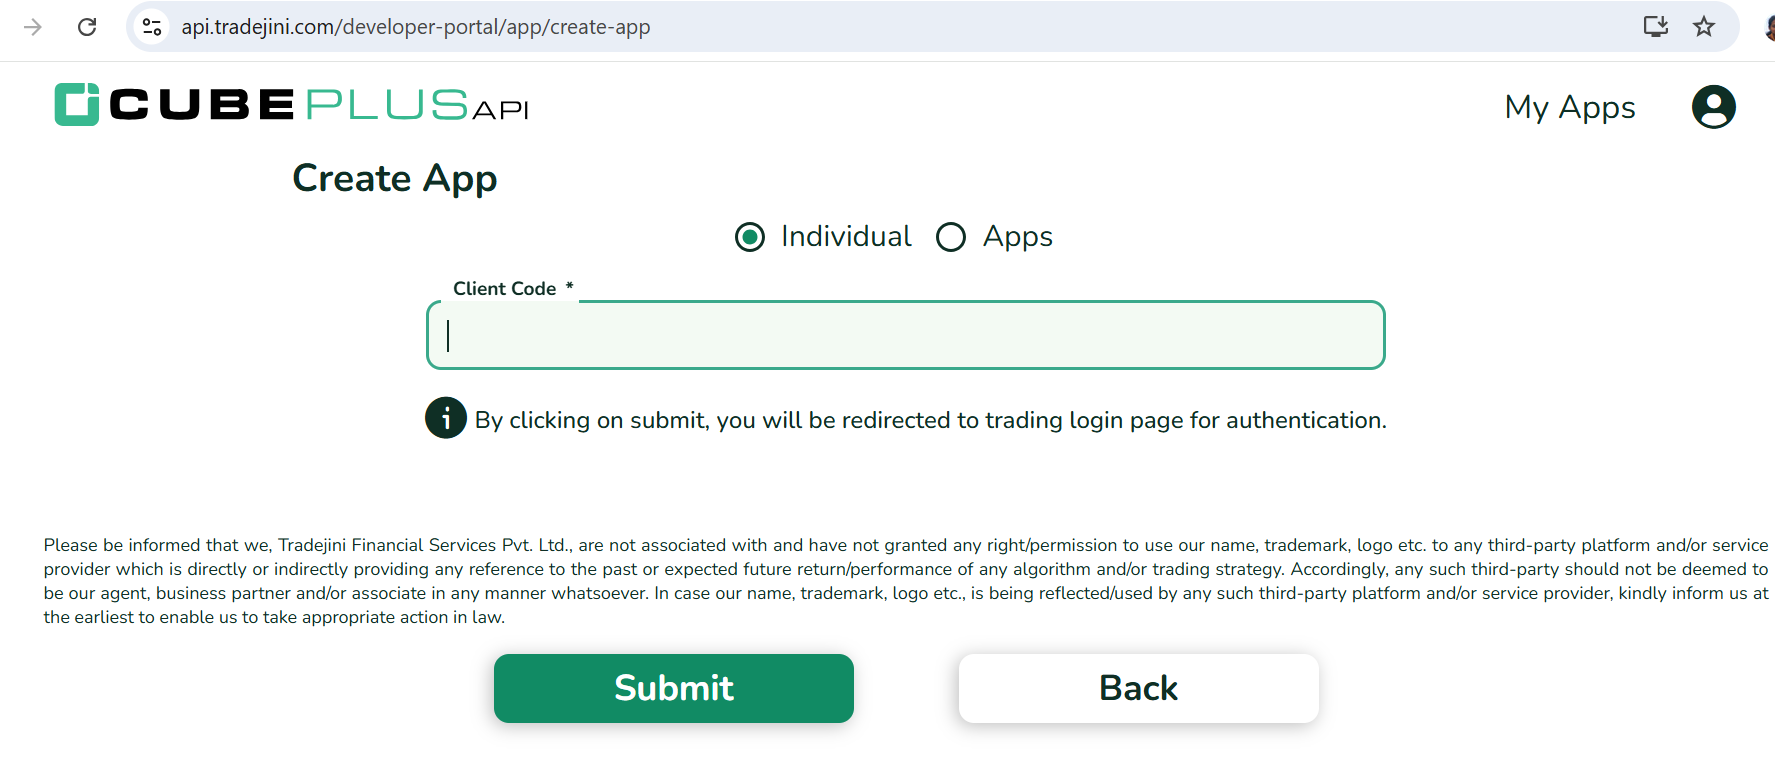 api.tradejini.com/developer-portal/app/create-app
CUBEPLUSAPI
My Apps
Create App
Individual
Apps
Client Code *
By clicking on submit, you will be redirected to trading login page for authentication.
Please be informed that we, Tradejini Financial Services Pvt. Ltd., are not associated with and have not granted any right/permission to use our name, trademark, logo etc. to any third-party platform and/or service
provider which is directly or indirectly providing any reference to the past or expected future return/performance of any algorithm and/or trading strategy. Accordingly, any such third-party should not be deemed to
be our agent, business partner and/or associate in any manner whatsoever. In case our name, trademark, logo etc., is being reflected/used by any such third-party platform and/or service provider, kindly inform us at
the earliest to enable us to take appropriate action in law.
Submit
Back